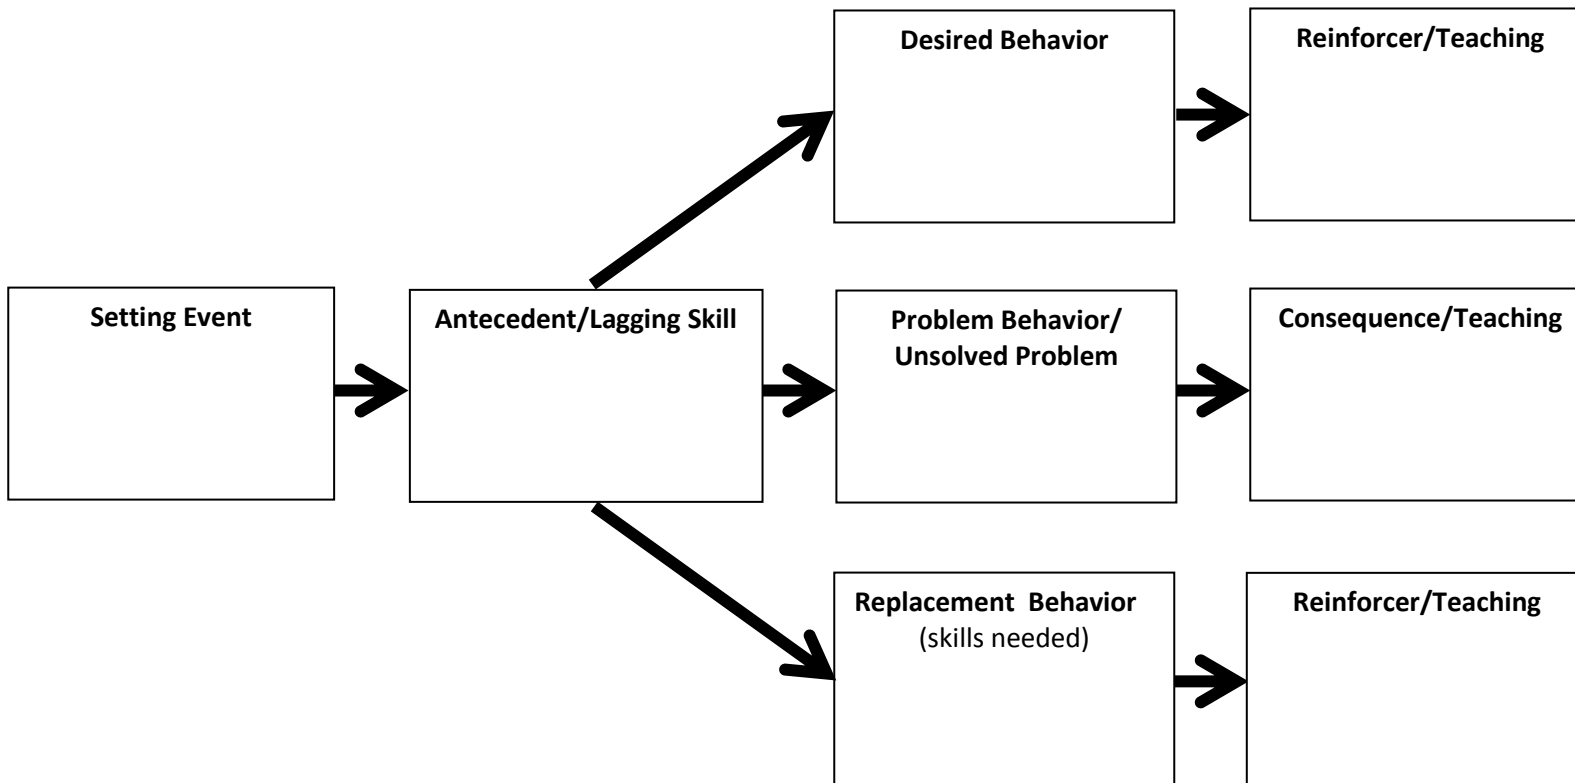 Desired Behavior
Reinforcer/Teaching
Setting Event
Antecedent/Lagging Skill
Problem Behavior/
Unsolved Problem
Consequence/Teaching
Replacement  Behavior
(skills needed)
Reinforcer/Teaching